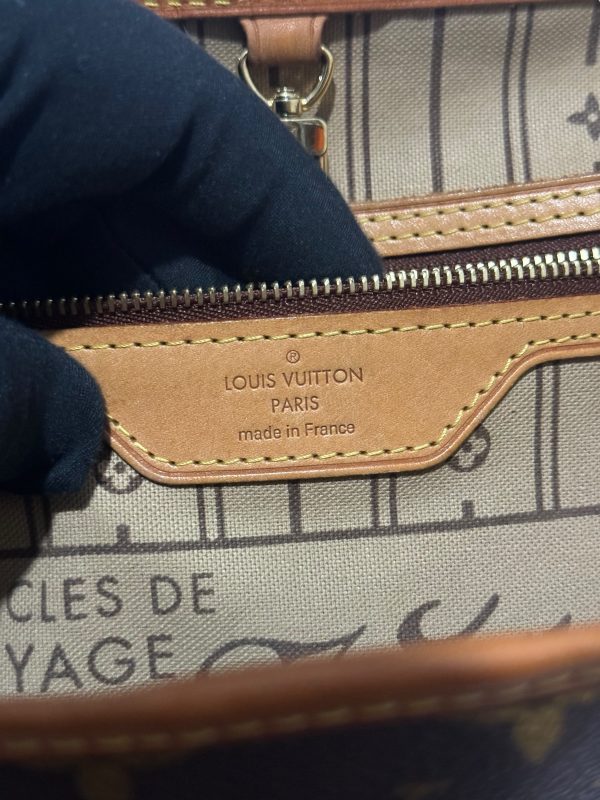 ®
LOUIS VUITTON
PARIS
made in France
CLES DE
YAGE